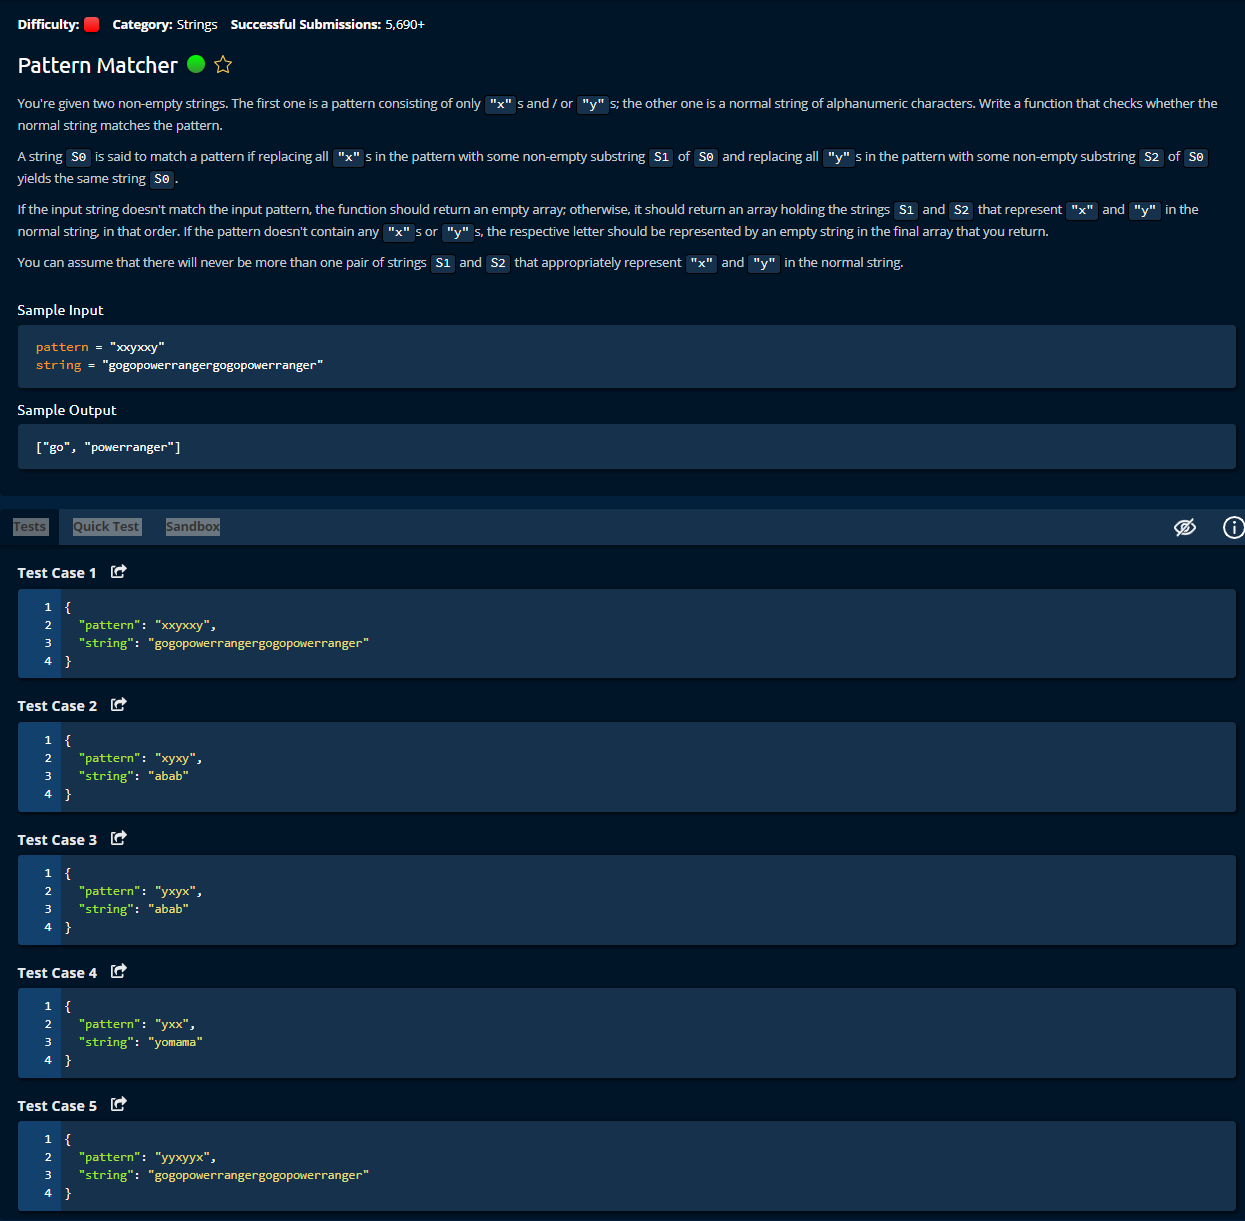 Difficulty: Category: Strings Successful Submissions: 5,690+
Pattern Matcher
You're given two non-empty strings. The first one is a pattern consisting of only "x" s and / or "y" s; the other one is a normal string of alphanumeric characters. Write a function that checks whether the
normal string matches the pattern.
A string S0 is said to match a pattern if replacing all "x" s in the pattern with some non-empty substring S1 of S0 and replacing all "y" s in the pattern with some non-empty substring S2 of S0
yields the same string S0 .
If the input string doesn't match the input pattern, the function should return an empty array; otherwise, it should return an array holding the strings S1 and S2 that represent "x" and "y" in the
normal string, in that order. If the pattern doesn't contain any "x" s or "y" s, the respective letter should be represented by an empty string in the final array that you return.
You can assume that there will never be more than one pair of strings S1 and S2 that appropriately represent "x" and "y" in the normal string.
Sample Input
pattern = "xxyxxy"
string = "gogopowerrangergogopowerranger"
Sample Output
["go", "powerranger"]
Tests Quick Test Sandbox
Test Case 1
1 {
2 "pattern": "xxyxxy",
3 "string": "gogopowerrangergogopowerranger"
4 }
Test Case 2
1 {
2 "pattern": "xyxy",
3 "string": "abab"
4 }
Test Case 3
1 {
2 "pattern": "yxyx",
3 "string": "abab"
4 }
Test Case 4
1 {
2 "pattern": "yxx",
3 "string": "yomama"
4 }
Test Case 5
1 {
2 "pattern": "yyxyyx",
3 "string": "gogopowerrangergogopowerranger"
4 }